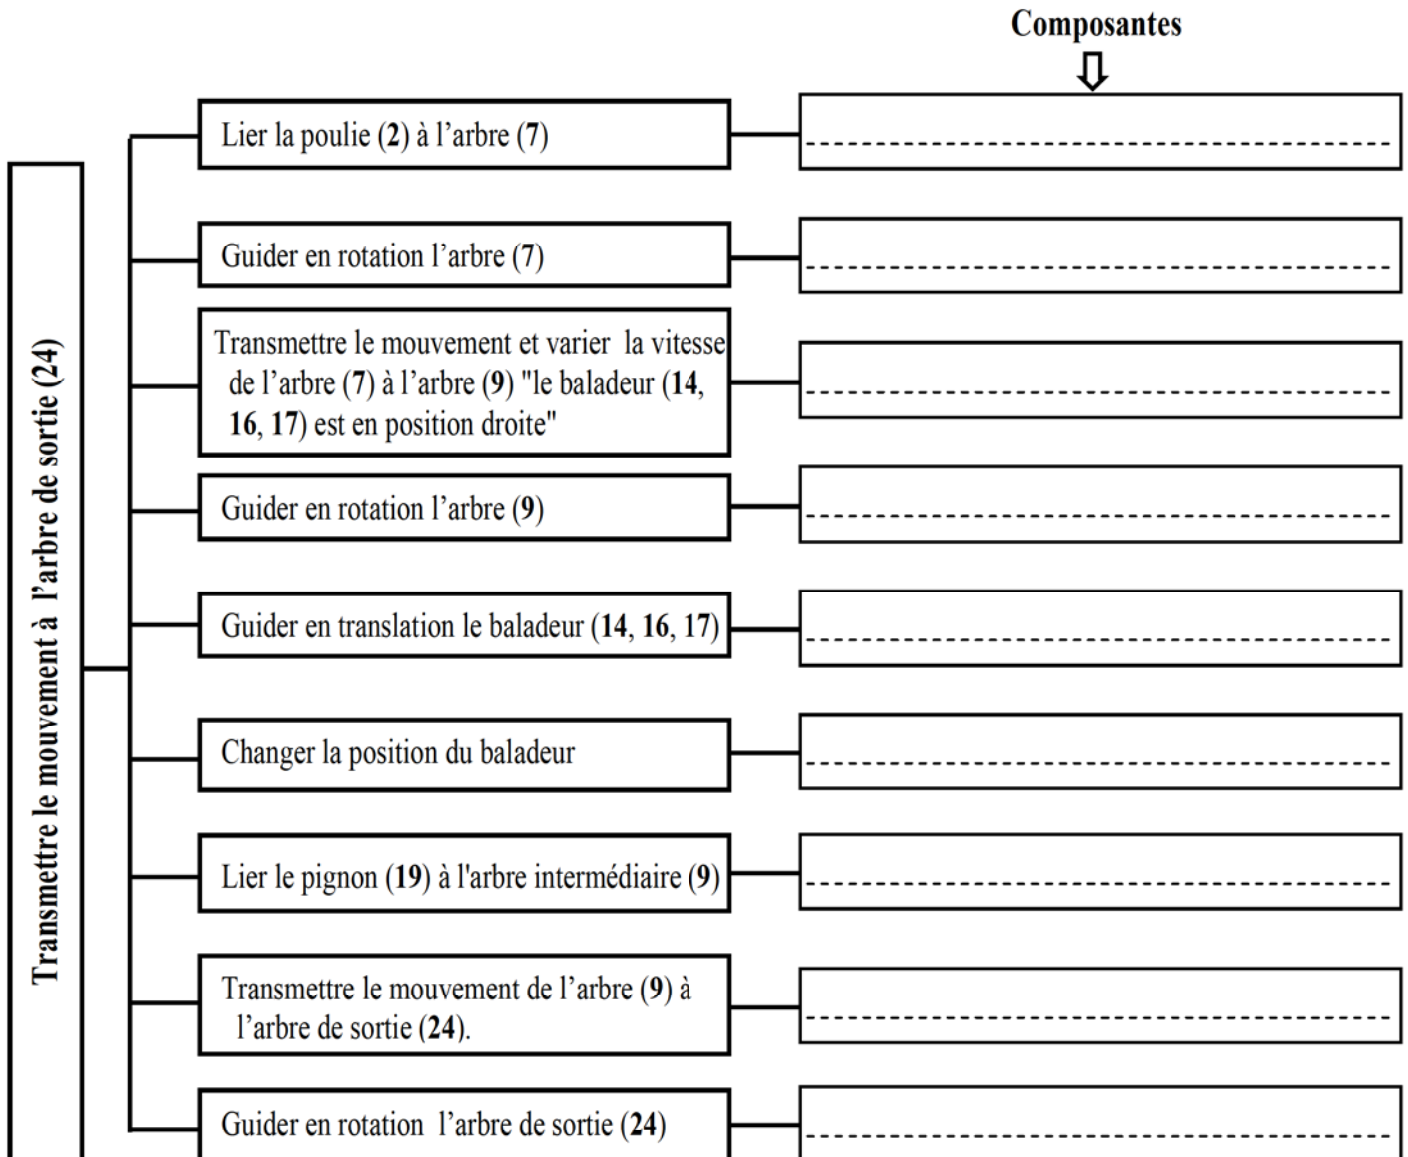 Composantes
Transmettre le mouvement à l'arbre de sortie (24)
Lier la poulie (2) à l'arbre (7)
Guider en rotation l'arbre (7)
Transmettre le mouvement et varier la vitesse
de l'arbre (7) à l'arbre (9) "le baladeur (14,
16, 17) est en position droite"
Guider en rotation l'arbre (9)
Guider en translation le baladeur (14, 16, 17)
Changer la position du baladeur
Lier le pignon (19) à l'arbre intermédiaire (9)
Transmettre le mouvement de l'arbre (9) à
l'arbre de sortie (24).
Guider en rotation l'arbre de sortie (24)